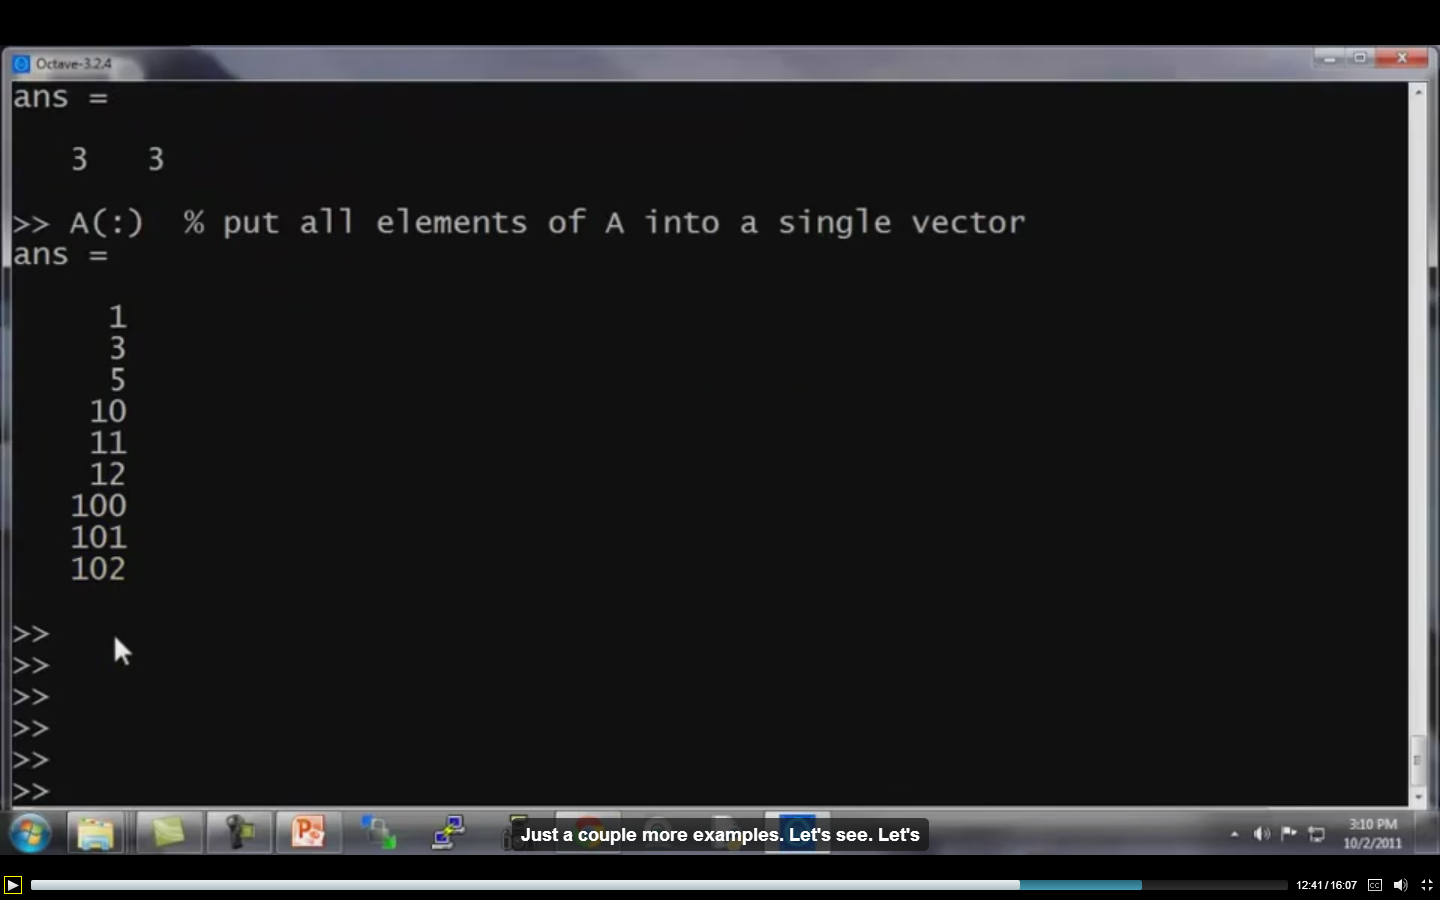 Octave-3.2.4
ans =
3 3
>> A(:) % put all elements of A into a single vector
ans =
1
3
5
10
11
12
100
101
102
>>
>>
>>
>>
>>
>>
Just a couple more examples. Let's see. Let's
3:10 PM
10/2/2011
12:41/16:07
CC